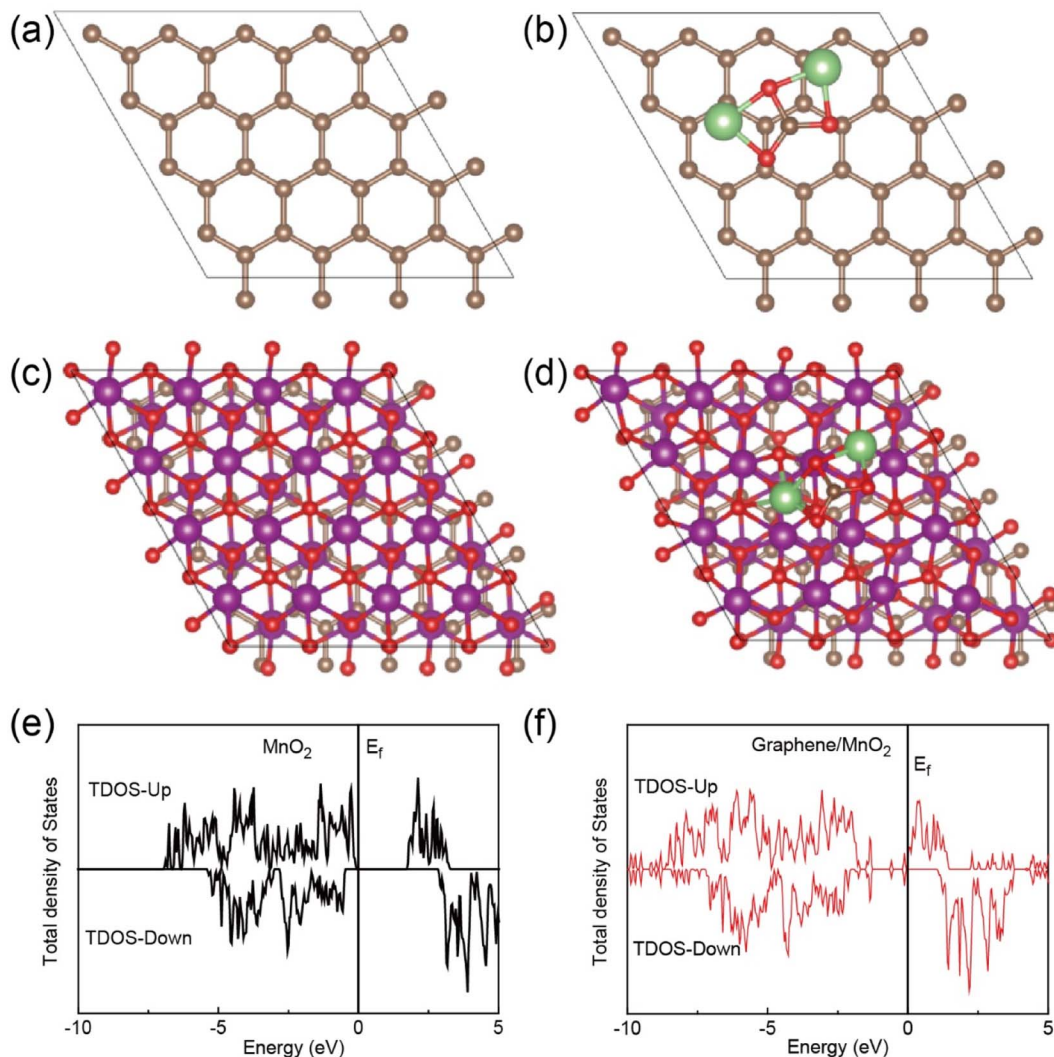 (a)
(b)
(c)
(d)
(e)
MnO2
Ef
TDOS-Up
TDOS-Down
Total density of States
-10
-5
0
5
Energy (eV)
(f)
Graphene/MnO2
Ef
TDOS-Up
TDOS-Down
Total density of States
-10
-5
0
5
Energy (eV)